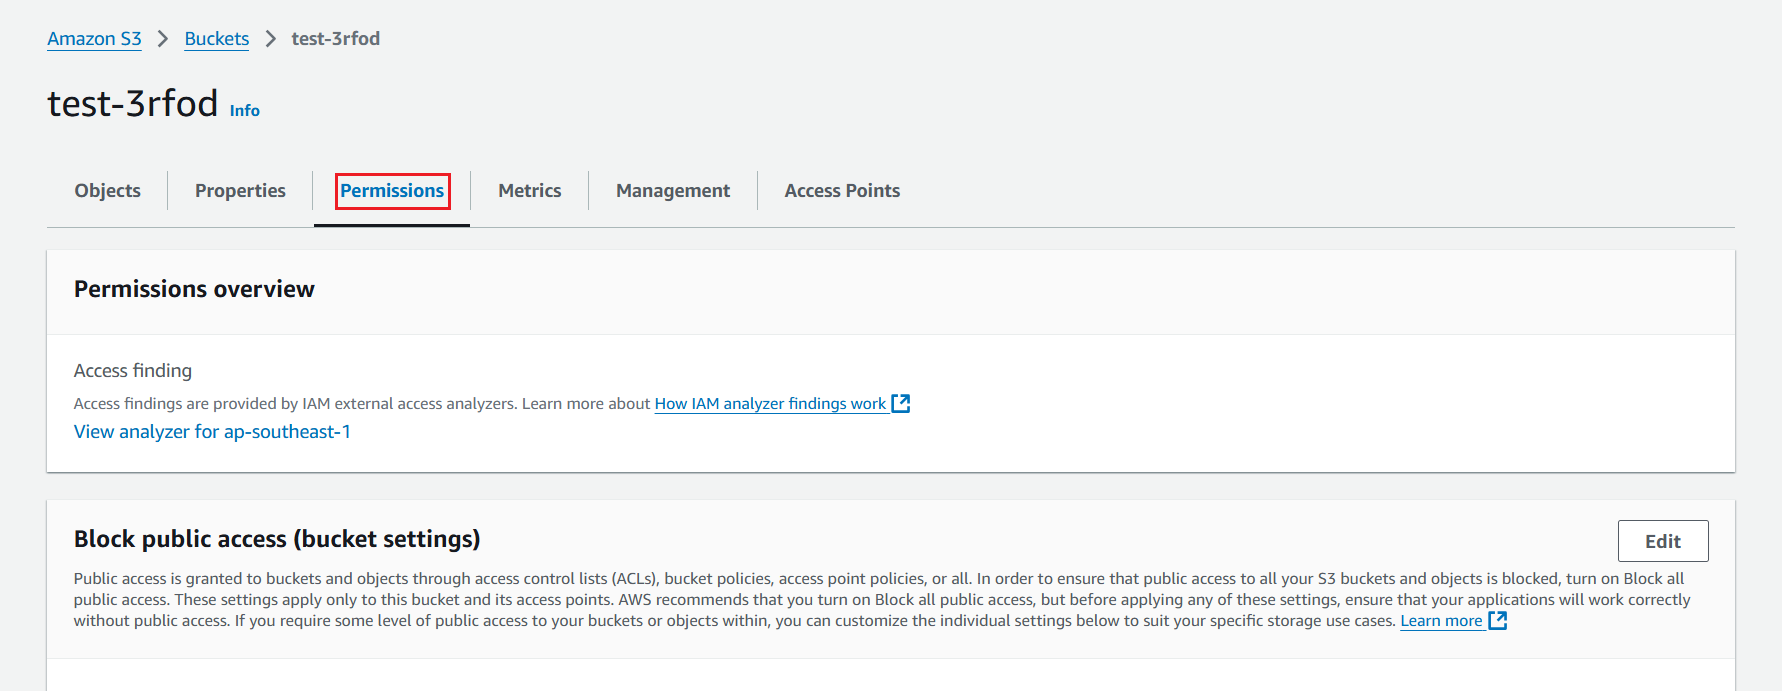 Amazon S3 > Buckets > test-3rfod
test-3rfod Info
Objects Properties Permissions Metrics Management Access Points
Permissions overview
Access finding
Access findings are provided by IAM external access analyzers. Learn more about How IAM analyzer findings work
View analyzer for ap-southeast-1
Block public access (bucket settings)
Edit
Public access is granted to buckets and objects through access control lists (ACLs), bucket policies, access point policies, or all. In order to ensure that public access to all your S3 buckets and objects is blocked, turn on Block all
public access. These settings apply only to this bucket and its access points. AWS recommends that you turn on Block all public access, but before applying any of these settings, ensure that your applications will work correctly
without public access. If you require some level of public access to your buckets or objects within, you can customize the individual settings below to suit your specific storage use cases. Learn more